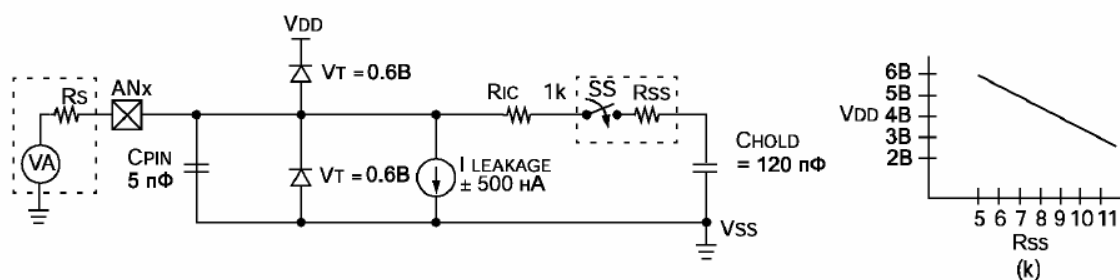 VDD
VT = 0.6В
RS
ANx
VA
CPIN
5 пФ
VT = 0.6В
I LEAKAGE
± 500 нА
RIC
1k
SS
RSS
CHOLD
= 120 пФ
VSS
6В
5В
VDD 4В
3В
2В
5 6 7 8 9 10 11
RSS
(k)